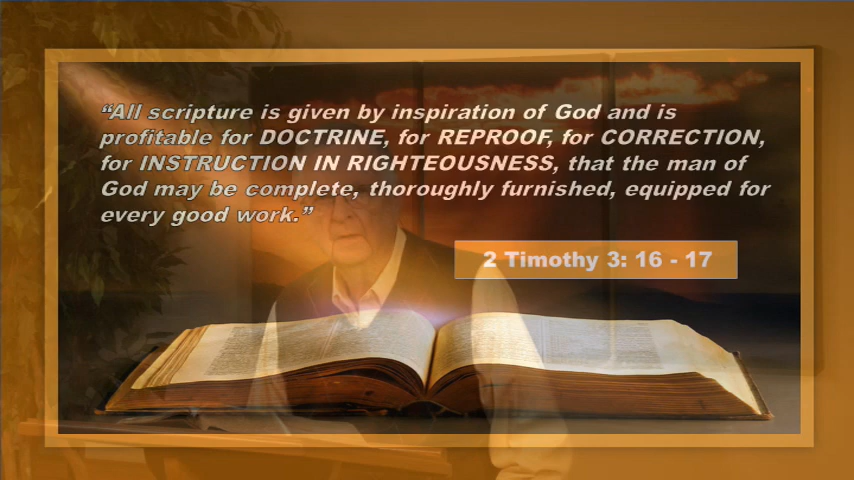 “All scripture is given by inspiration of God and is
profitable for DOCTRINE, for REPROOF, for CORRECTION,
for INSTRUCTION IN RIGHTEOUSNESS, that the man of
God may be complete, thoroughly furnished, equipped for
every good work.”
2 Timothy 3: 16 - 17